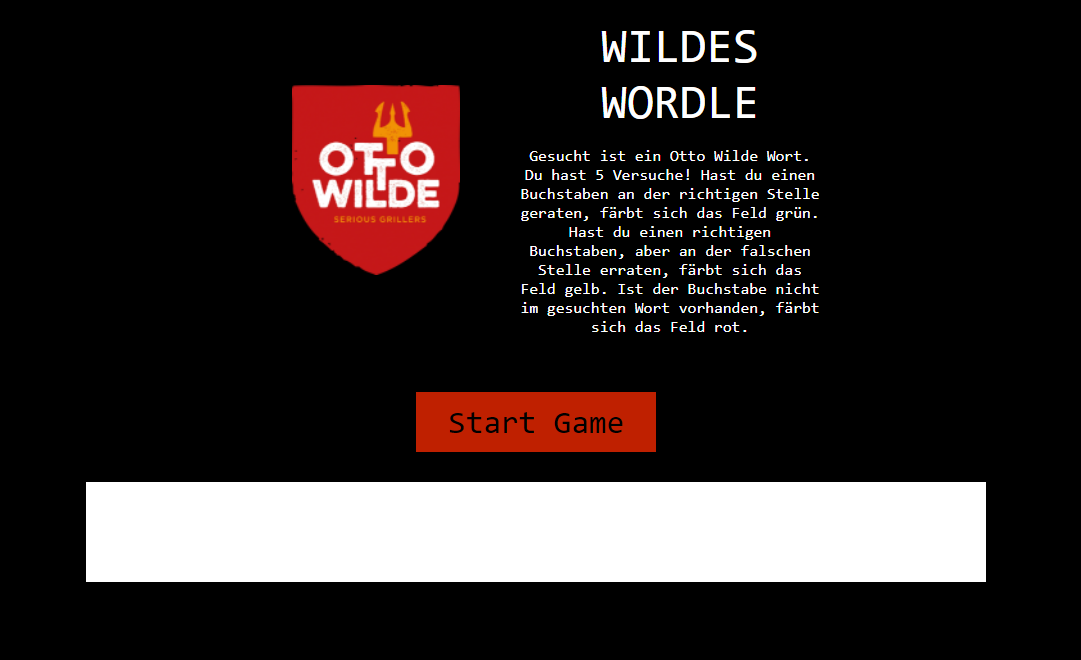 WILDES
WORDLE
OTTO
WILDE
SERIOUS GRILLERS
Gesucht ist ein Otto Wilde Wort.
Du hast 5 Versuche! Hast du einen
Buchstaben an der richtigen Stelle
geraten, färbt sich das Feld grün.
Hast du einen richtigen
Buchstaben, aber an der falschen
Stelle erraten, färbt sich das
Feld gelb. Ist der Buchstabe nicht
im gesuchten Wort vorhanden, färbt
sich das Feld rot.
Start Game